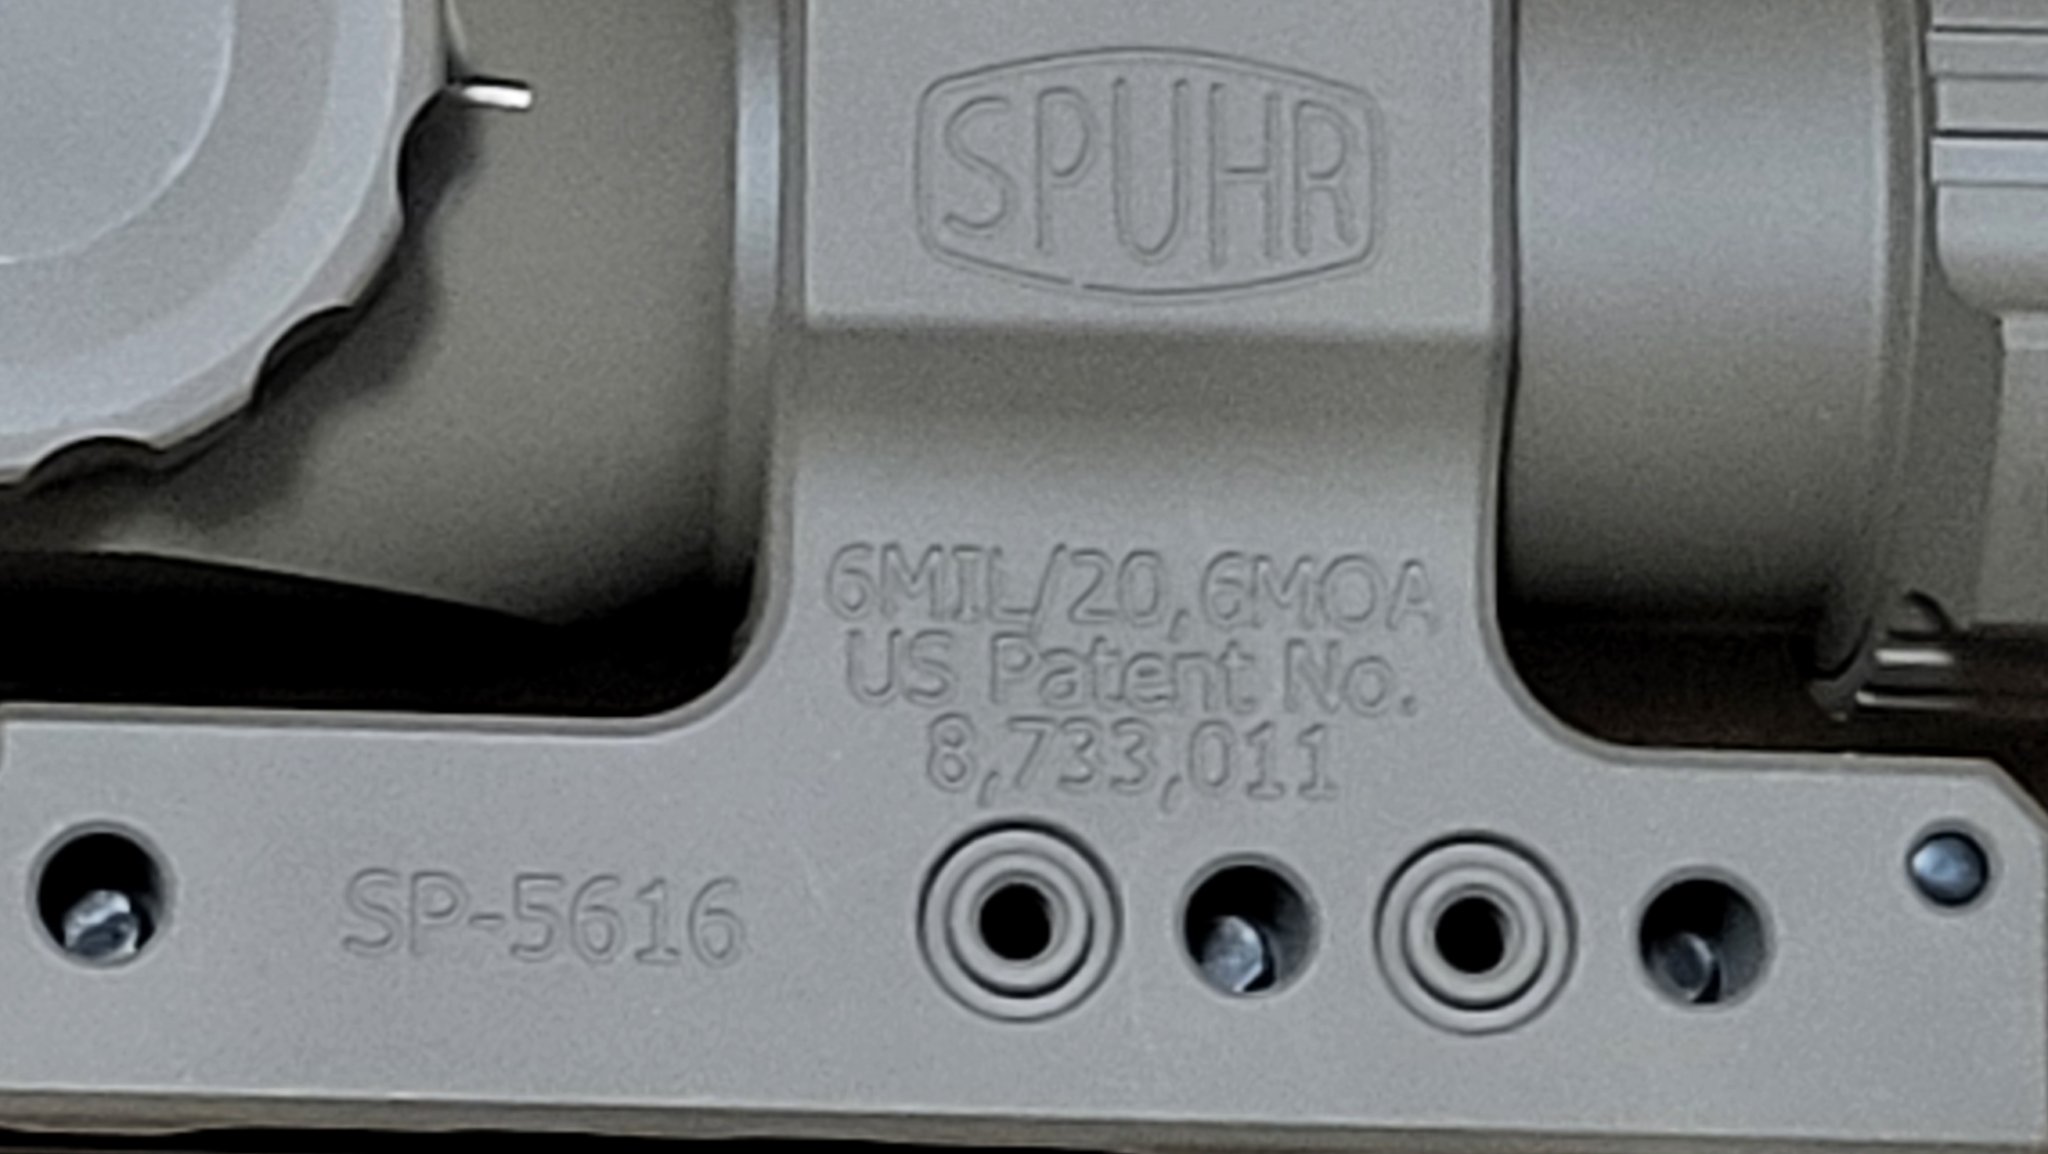 SPUHR
6MIL/20,6MOA
US Patent No.
8,733,011
SP-5616